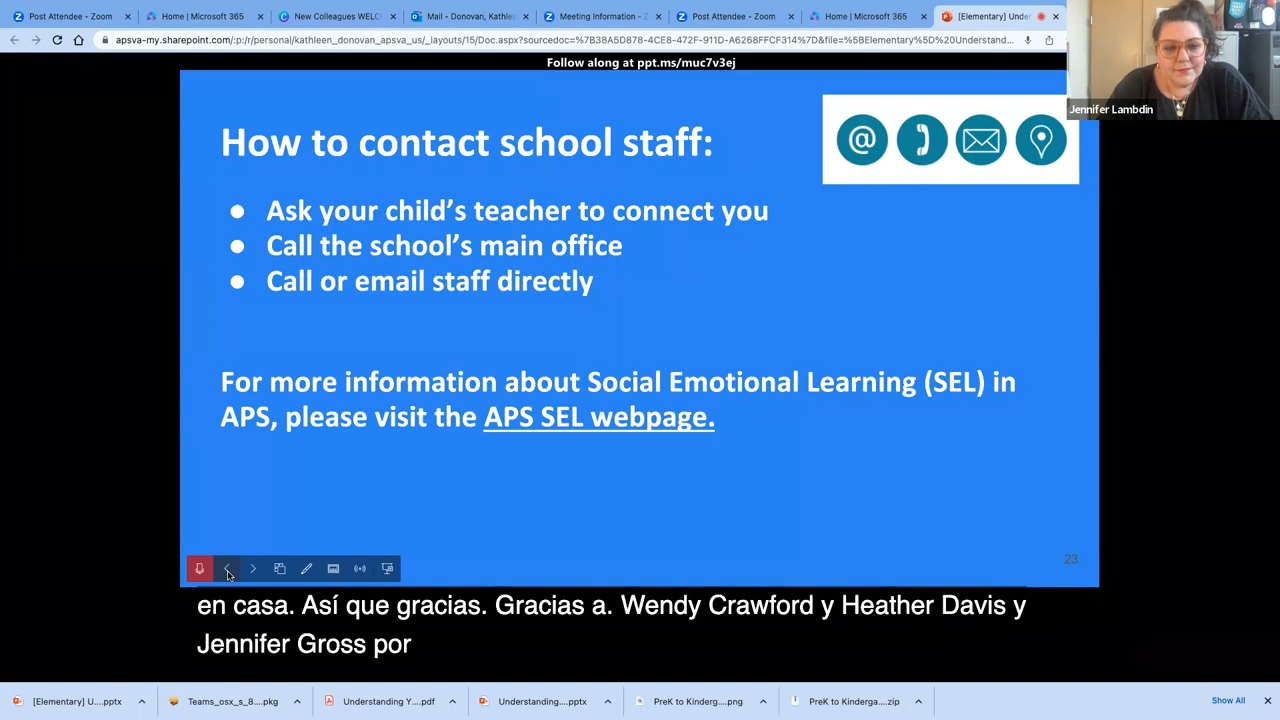 Post Attendee - Zoom
Home | Microsoft 365
New Colleagues WELC
Mail - Donovan, Kathlee
Meeting Information - Z
Post Attendee - Zoom
Home | Microsoft 365
[Elementary] Under
apsva-my.sharepoint.com/:p:/r/personal/kathleen_donovan_apsva_us/_layouts/15/Doc.aspx?sourcedoc=%7B38A5D878-4CE8-472F-911D-A6268FFCF314%7D&file=%5BElementary%5D%20Understand...
Follow along at ppt.ms/muc7v3ej
Jennifer Lambdin
How to contact school staff:
@
● Ask your child’s teacher to connect you
● Call the school’s main office
● Call or email staff directly
For more information about Social Emotional Learning (SEL) in
APS, please visit the APS SEL webpage.
23
en casa. Así que gracias. Gracias a. Wendy Crawford y Heather Davis y
Jennifer Gross por
[Elementary] U....pptx
Teams_osx_s_8....pkg
Understanding Y....pdf
Understanding....pptx
PreK to Kinderg....png
PreK to Kinderga....zip
Show All